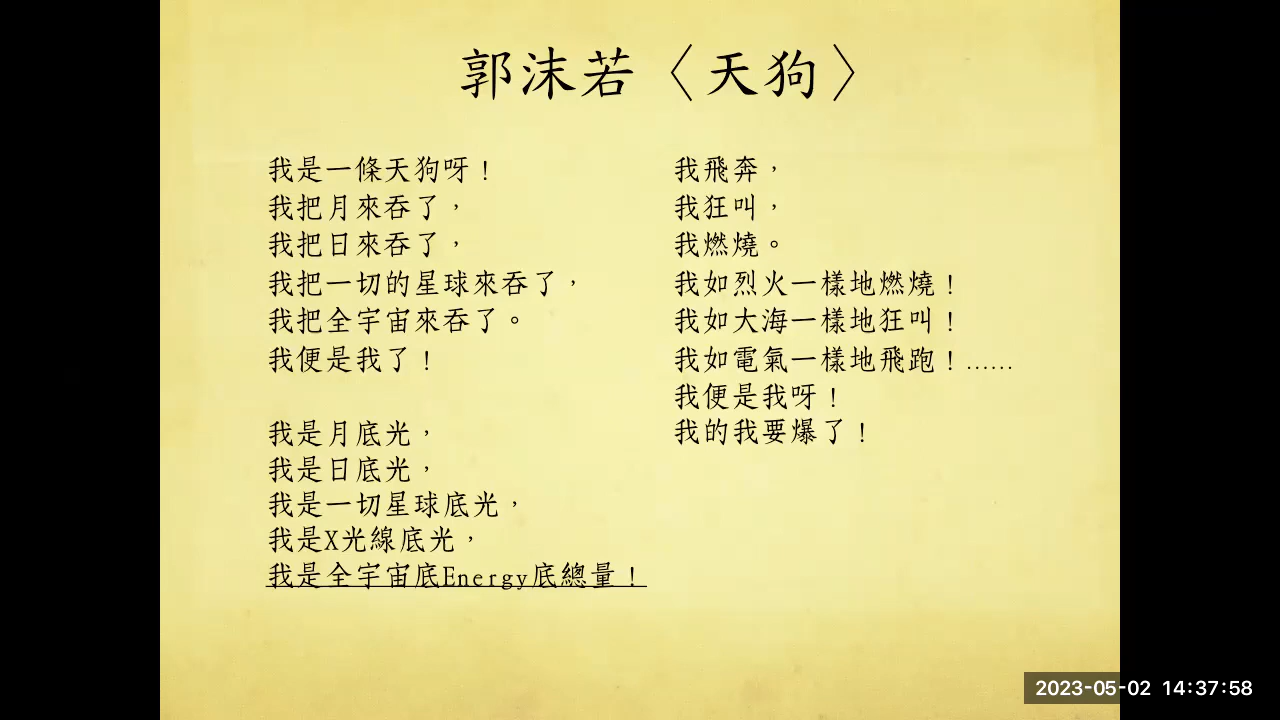 郭沫若〈天狗〉
我是一條天狗呀！
我把月來吞了，
我把日來吞了，
我把一切的星球來吞了，
我把全宇宙來吞了。
我便是我了！
我是月底光，
我是日底光，
我是一切星球底光，
我是X光線底光，
我是全宇宙底Energy底總量！
我飛奔，
我狂叫，
我燃燒。
我如烈火一樣地燃燒！
我如大海一樣地狂叫！
我如電氣一樣地飛跑！……
我便是我呀！
我的我要爆了！
2023-05-02 14:37:58